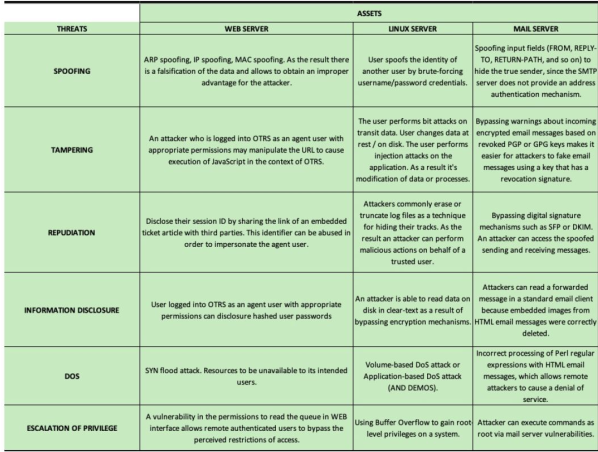 ASSETS
THREATS WEB SERVER LINUX SERVER MAIL SERVER
SPOOFING
ARP spoofing, IP spoofing, MAC spoofing. As the result there
is a falsification of the data and allows to obtain an improper
advantage for the attacker.
User spoofs the identity of
another user by brute-forcing
username/password credentials.
Spoofing input fields (FROM, REPLY-
TO, RETURN-PATH, and so on) to
hide the true sender, since the SMTP
server does not provide an address
authentication mechanism.
TAMPERING
An attacker who is logged into OTRS as an agent user with
appropriate permissions may manipulate the URL to cause
execution of JavaScript in the context of OTRS.
The user performs bit attacks on
transit data. User changes data at
rest / on disk. The user performs
injection attacks on the
application. As a result it's
modification of data or processes.
Bypassing warnings about incoming
encrypted email messages based on
revoked PGP or GPG keys makes it
easier for attackers to fake email
messages using a key that has a
revocation signature.
REPUDIATION
Disclose their session ID by sharing the link of an embedded
ticket article with third parties. This identifier can be abused in
order to impersonate the agent user.
Attackers commonly erase or
truncate log files as a technique
for hiding their tracks. As the
result an attacker can perform
malicious actions on behalf of a
trusted user.
Bypassing digital signature
mechanisms such as SFP or DKIM.
An attacker can access the spoofed
sending and receiving messages.
INFORMATION DISCLOSURE
User logged into OTRS as an agent user with appropriate
permissions can disclosure hashed user passwords
An attacker is able to read data on
disk in clear-text as a result of
bypassing encryption mechanisms.
Attackers can read a forwarded
message in a standard email client
because embedded images from
HTML email messages were correctly
deleted.
DOS
SYN flood attack. Resources to be unavailable to its intended
users.
Volume-based DoS attack or
Application-based DoS attack
(AND DEMOS).
Incorrect processing of Perl regular
expressions with HTML email
messages, which allows remote
attackers to cause a denial of
service.
ESCALATION OF PRIVILEGE
A vulnerability in the permissions to read the queue in WEB
interface allows remote authenticated users to bypass the
perceived restrictions of access.
Using Buffer Overflow to gain root-
level privileges on a system.
Attacker can execute commands as
root via mail server vulnerabilities.